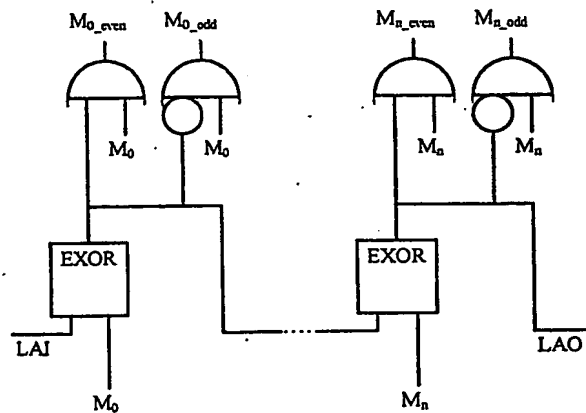 M0_even M0_odd Mn_even Mn_odd
M0 M0 Mn Mn
EXOR EXOR
LAI LAO
M0 Mn